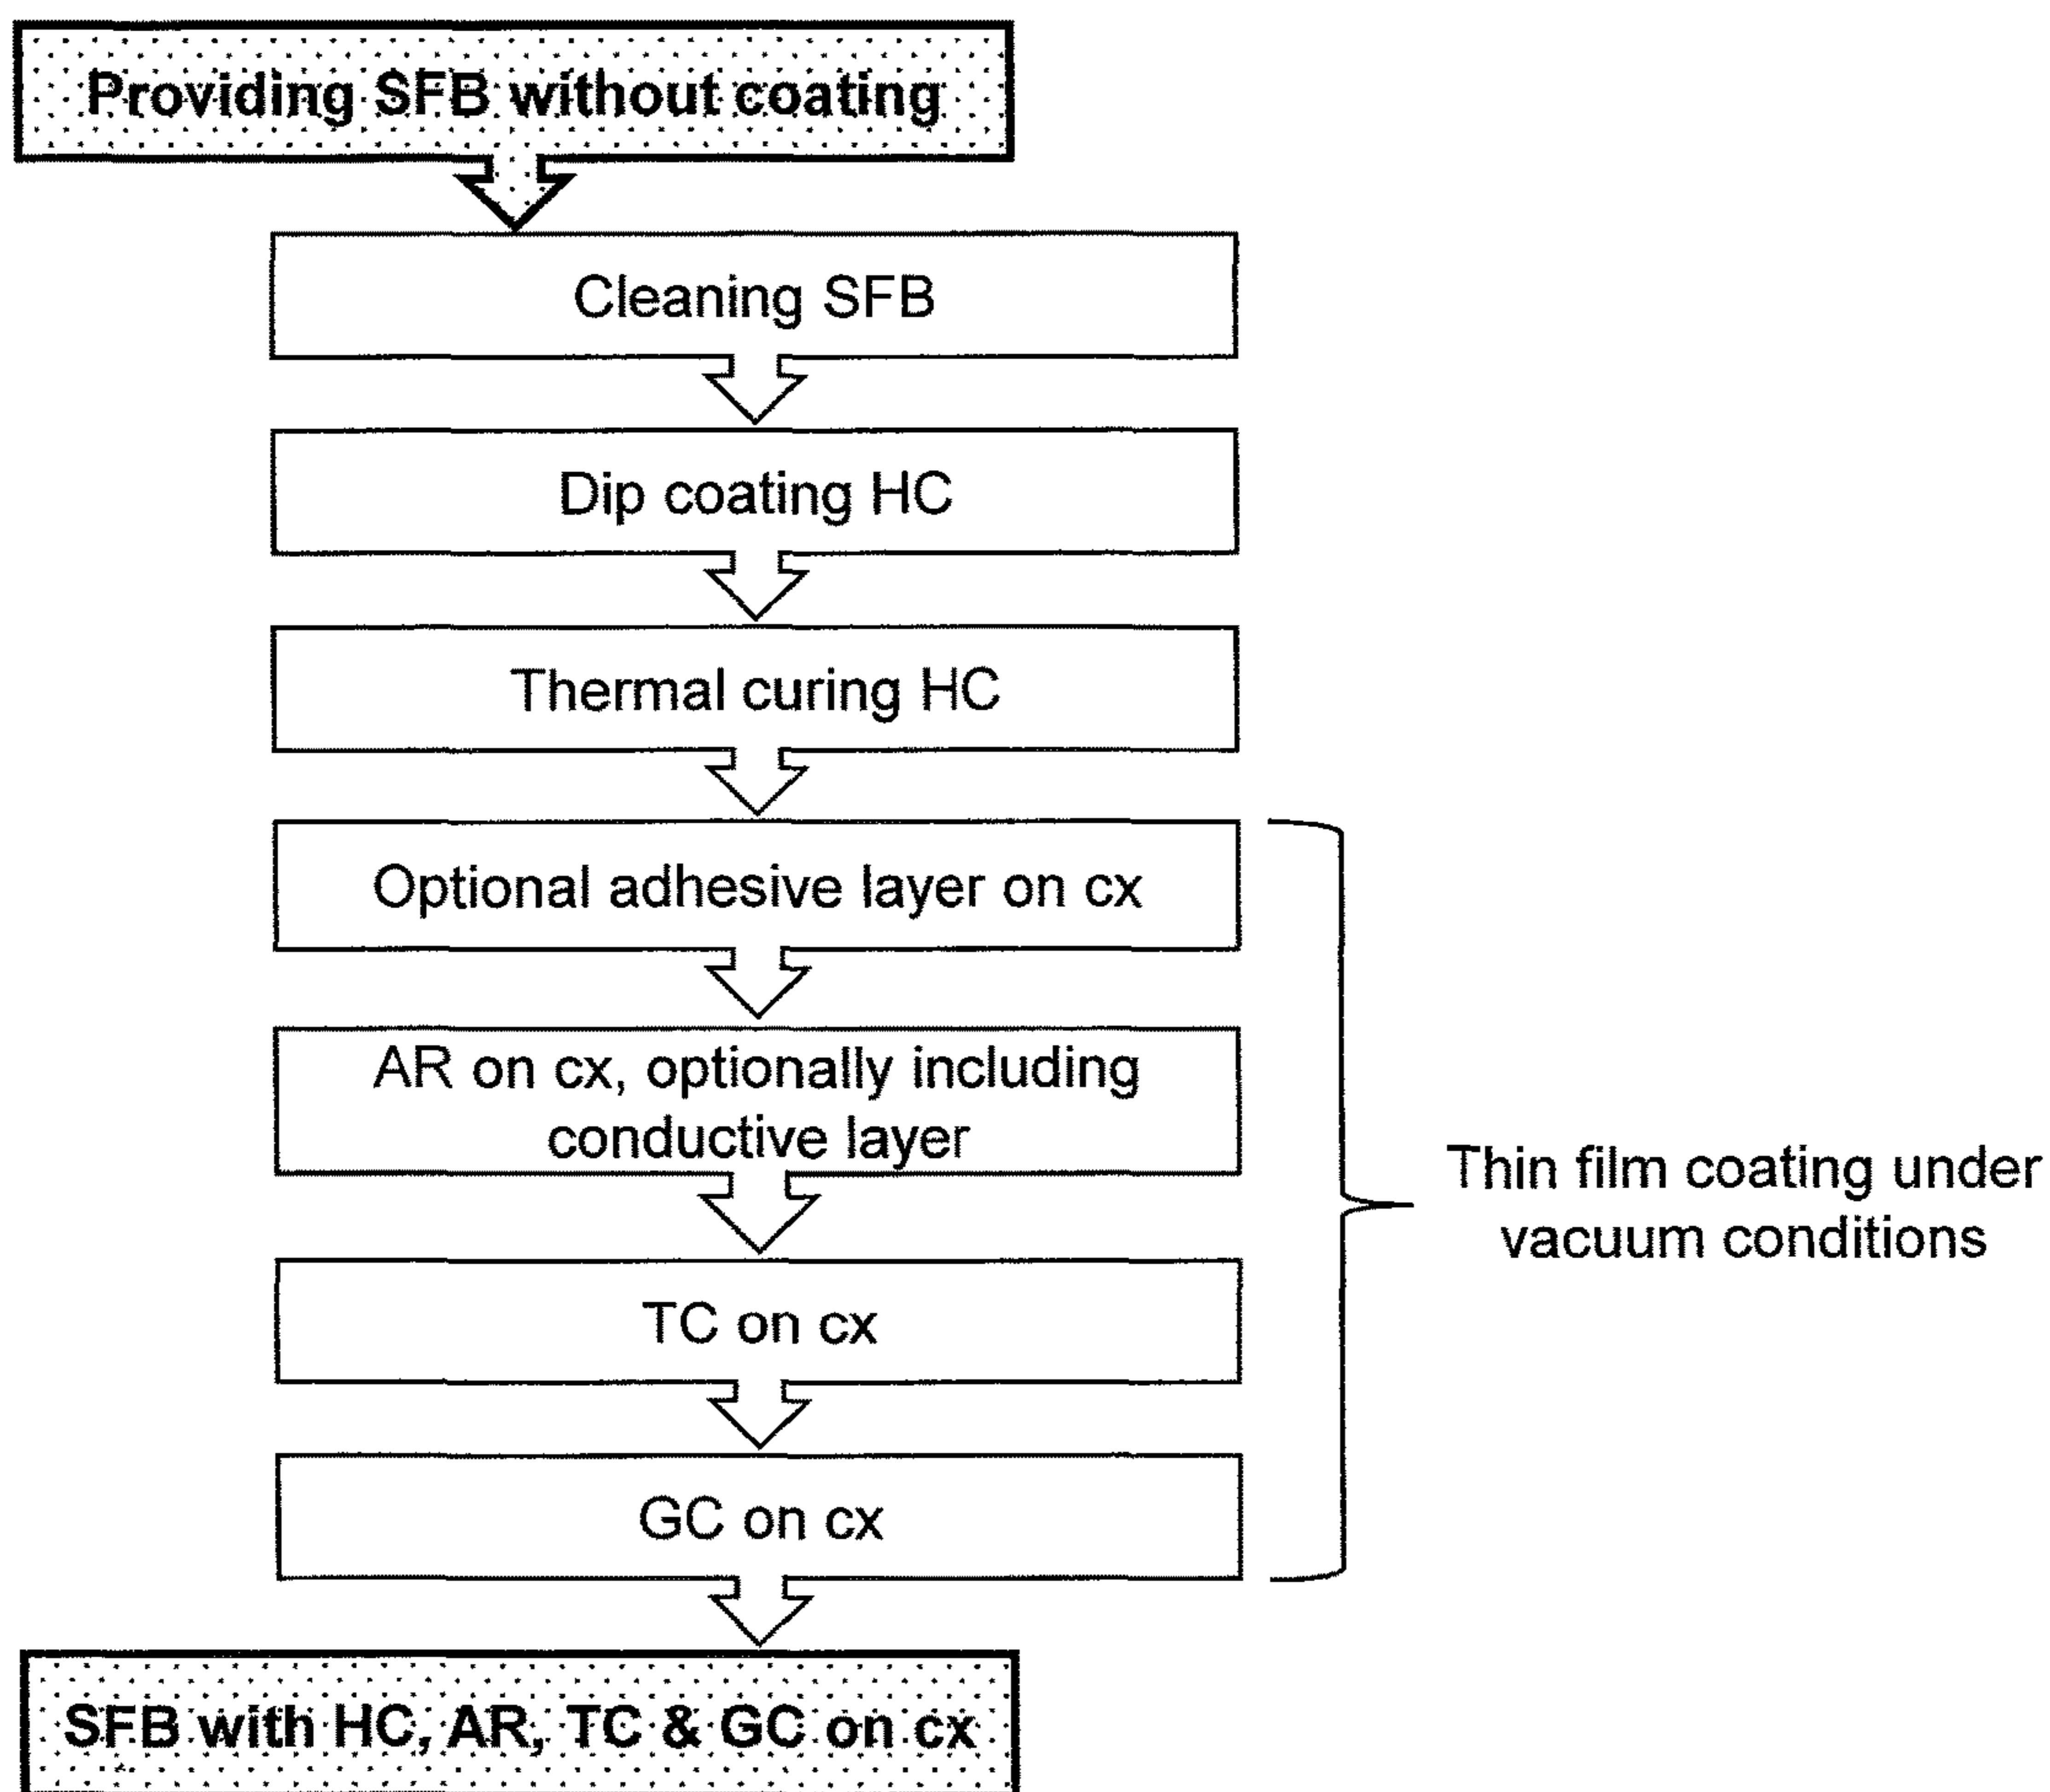 Providing SFB without coating
Cleaning SFB
Dip coating HC
Thermal curing HC
Optional adhesive layer on cx
AR on cx, optionally including
conductive layer
TC on cx
GC on cx
Thin film coating under
vacuum conditions
SFB with HC, AR, TC & GC on cx